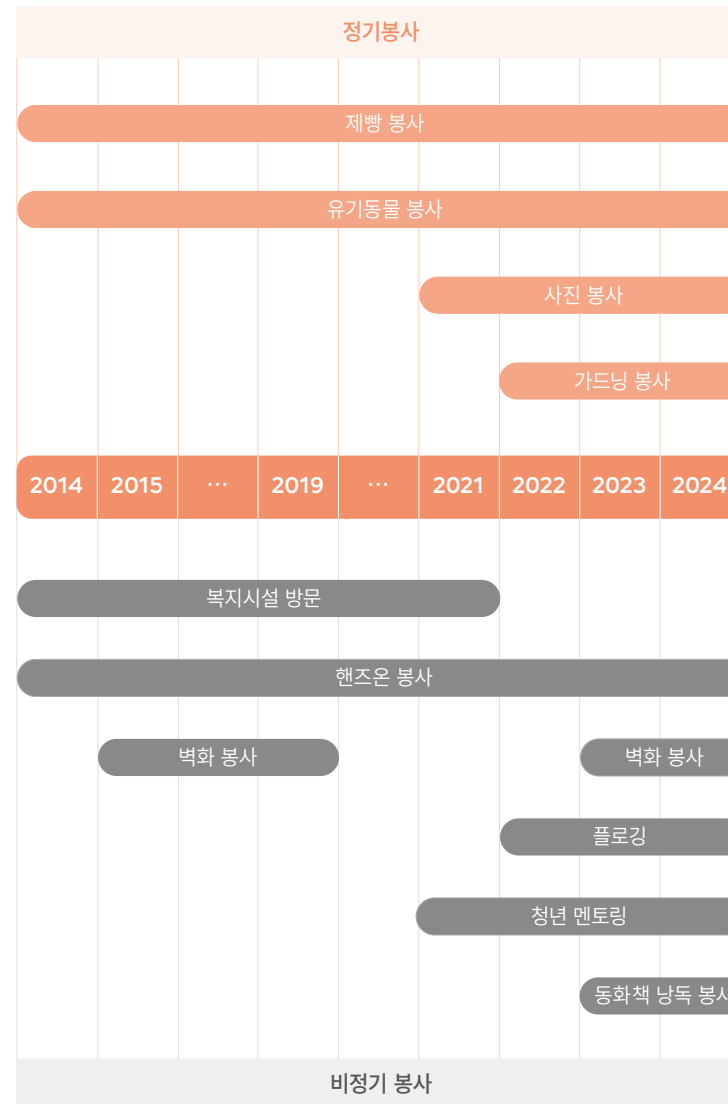 정기봉사
제빵 봉사
유기동물 봉사
사진 봉사
가드닝 봉사
2014 2015 ··· 2019 ··· 2021 2022 2023 2024
복지시설 방문
핸즈온 봉사
벽화 봉사 벽화 봉사
플로깅
청년 멘토링
동화책 낭독 봉사
비정기 봉사